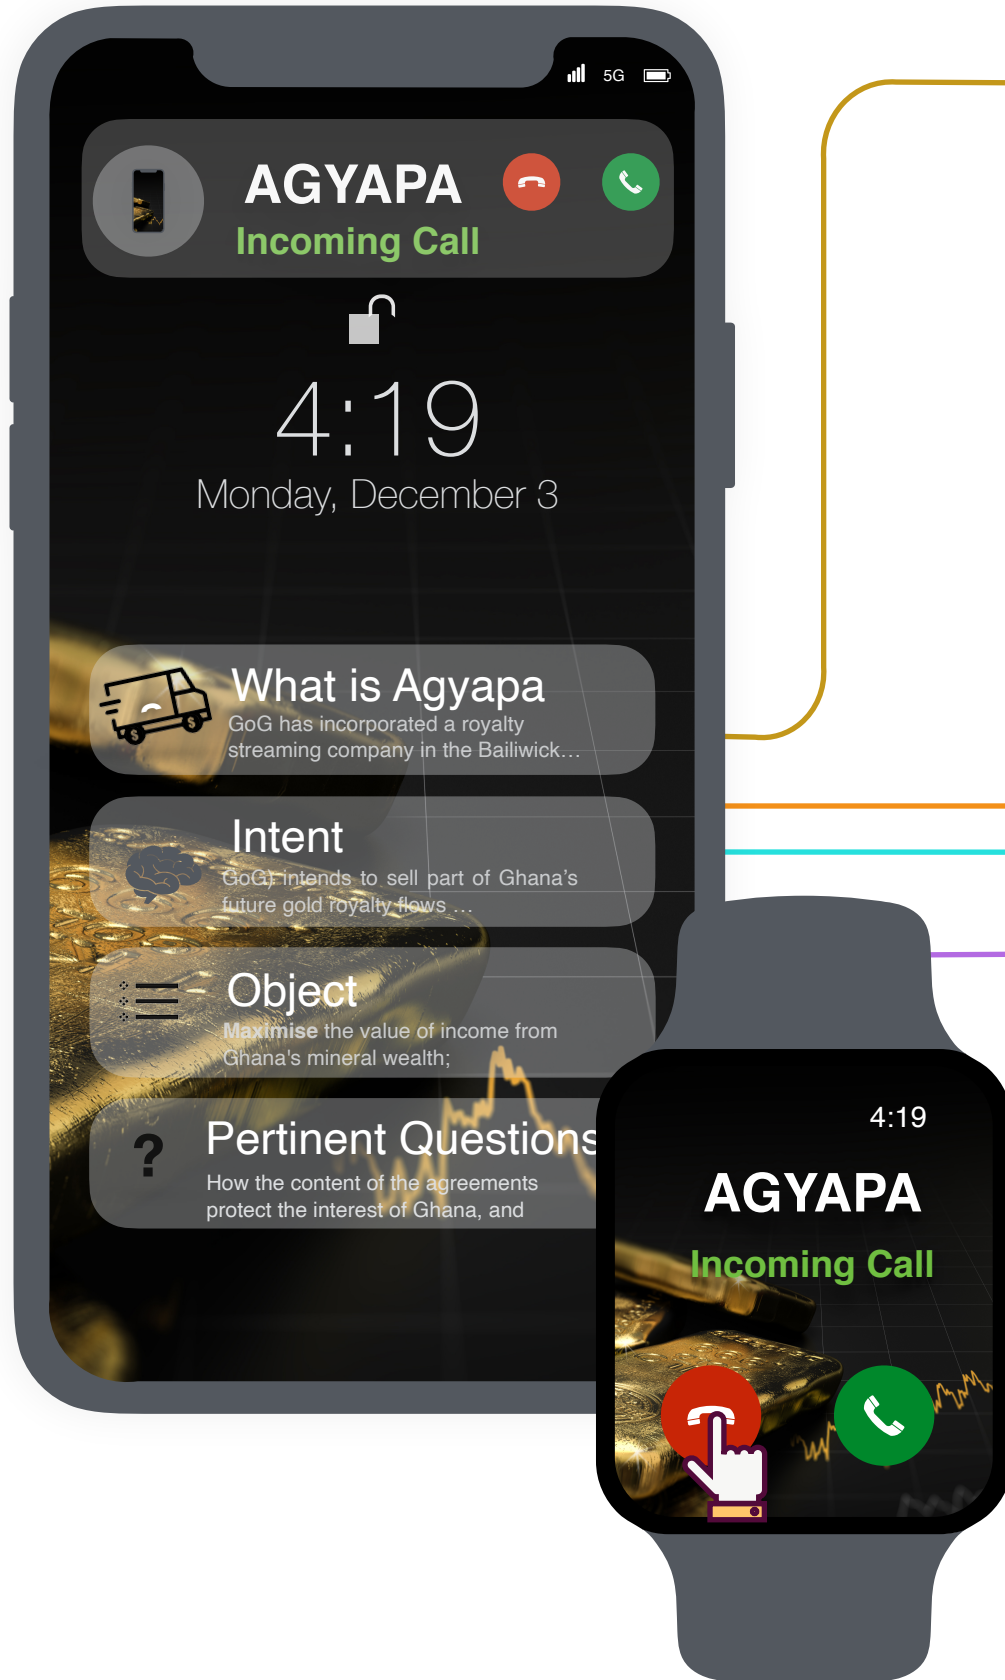 5G
AGYAPA
Incoming Call
4:19
Monday, December 3
What is Agyapa
GoG has incorporated a royalty
streaming company in the Bailiwick...
Intent
GoG) intends to sell part of Ghana's
future gold royalty flows ...
Object
Maximise the value of income from
Ghana's mineral wealth;
?
Pertinent Questions
How the content of the agreements
protect the interest of Ghana, and
4:19
AGYAPA
Incoming Call